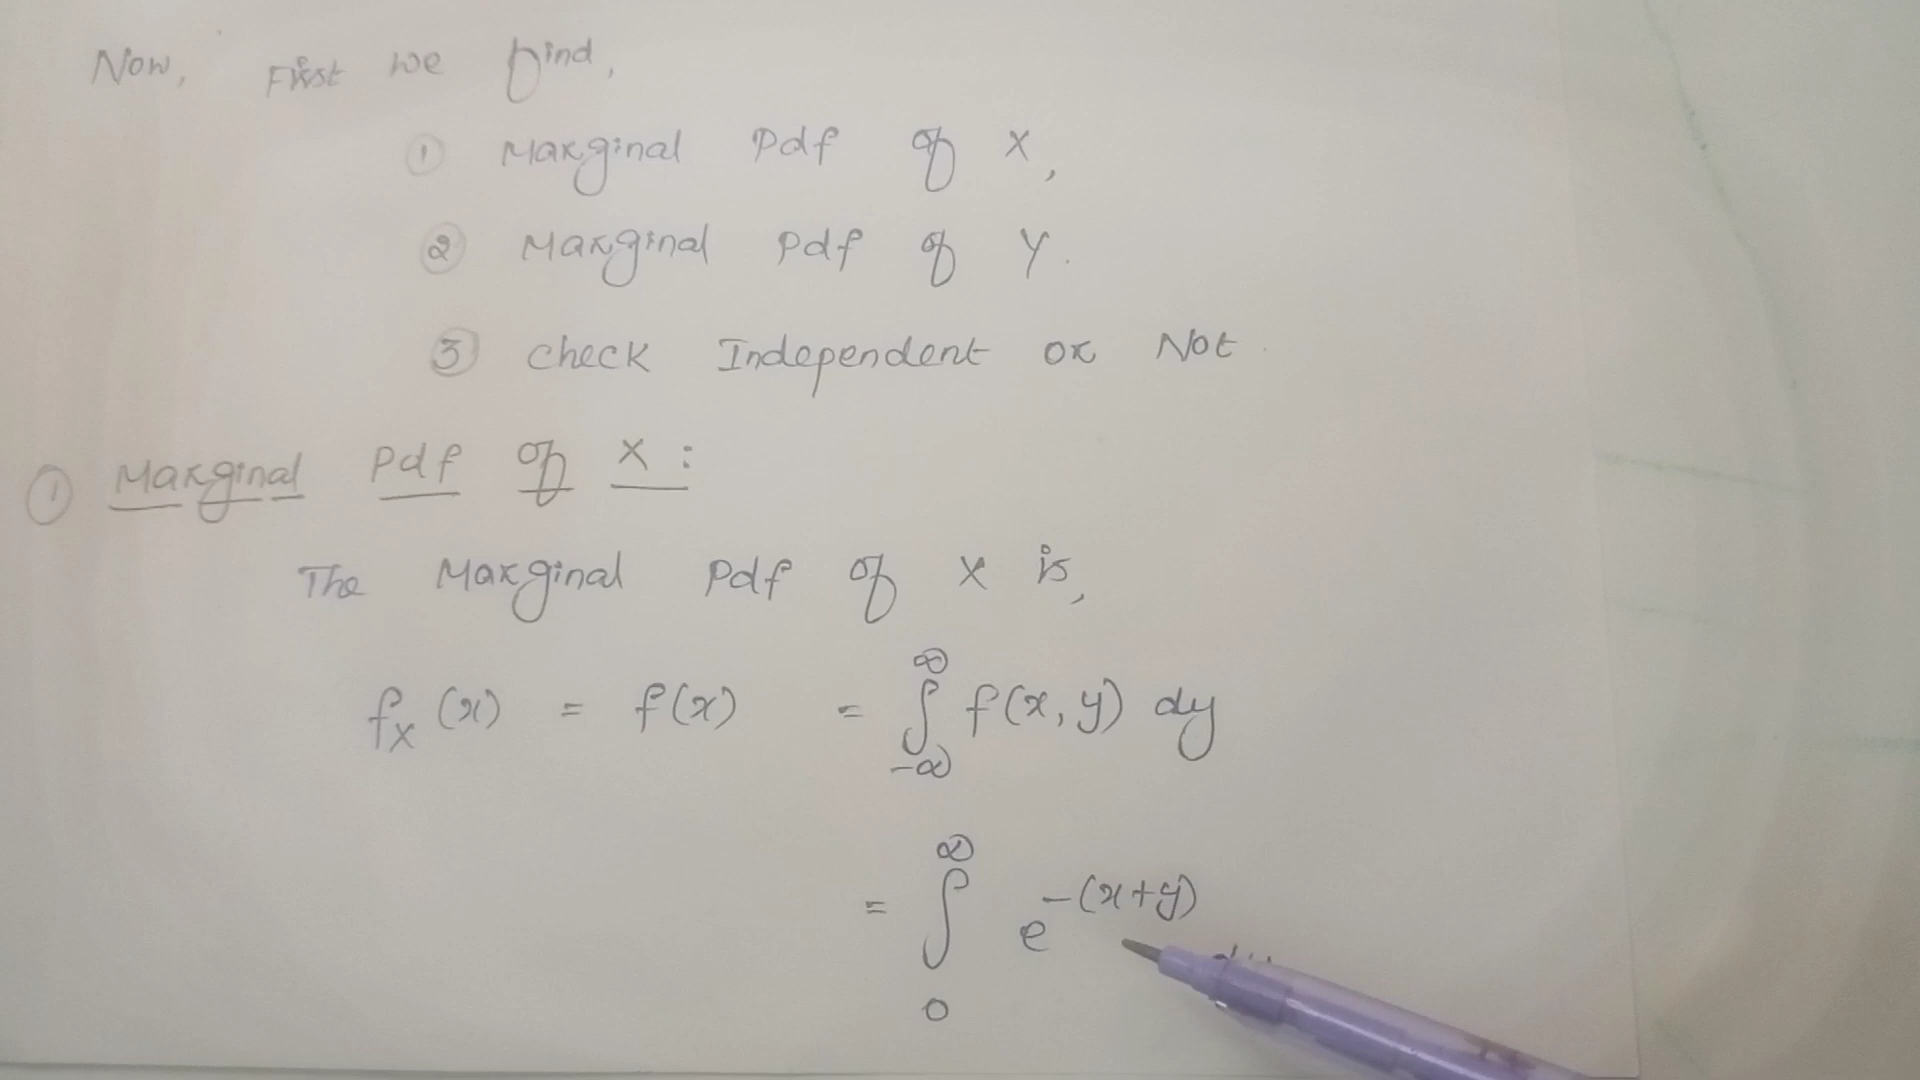 Now, First we find,
① Marginal Pdf of X,
② Marginal Pdf of Y.
③ check Independent or Not.
① Marginal Pdf of X:
The Marginal Pdf of X is,
fₓ(x) = f(x) = ∫_{-∞}^{∞} f(x, y) dy
= ∫_{0}^{∞} e^{-(x+y)}